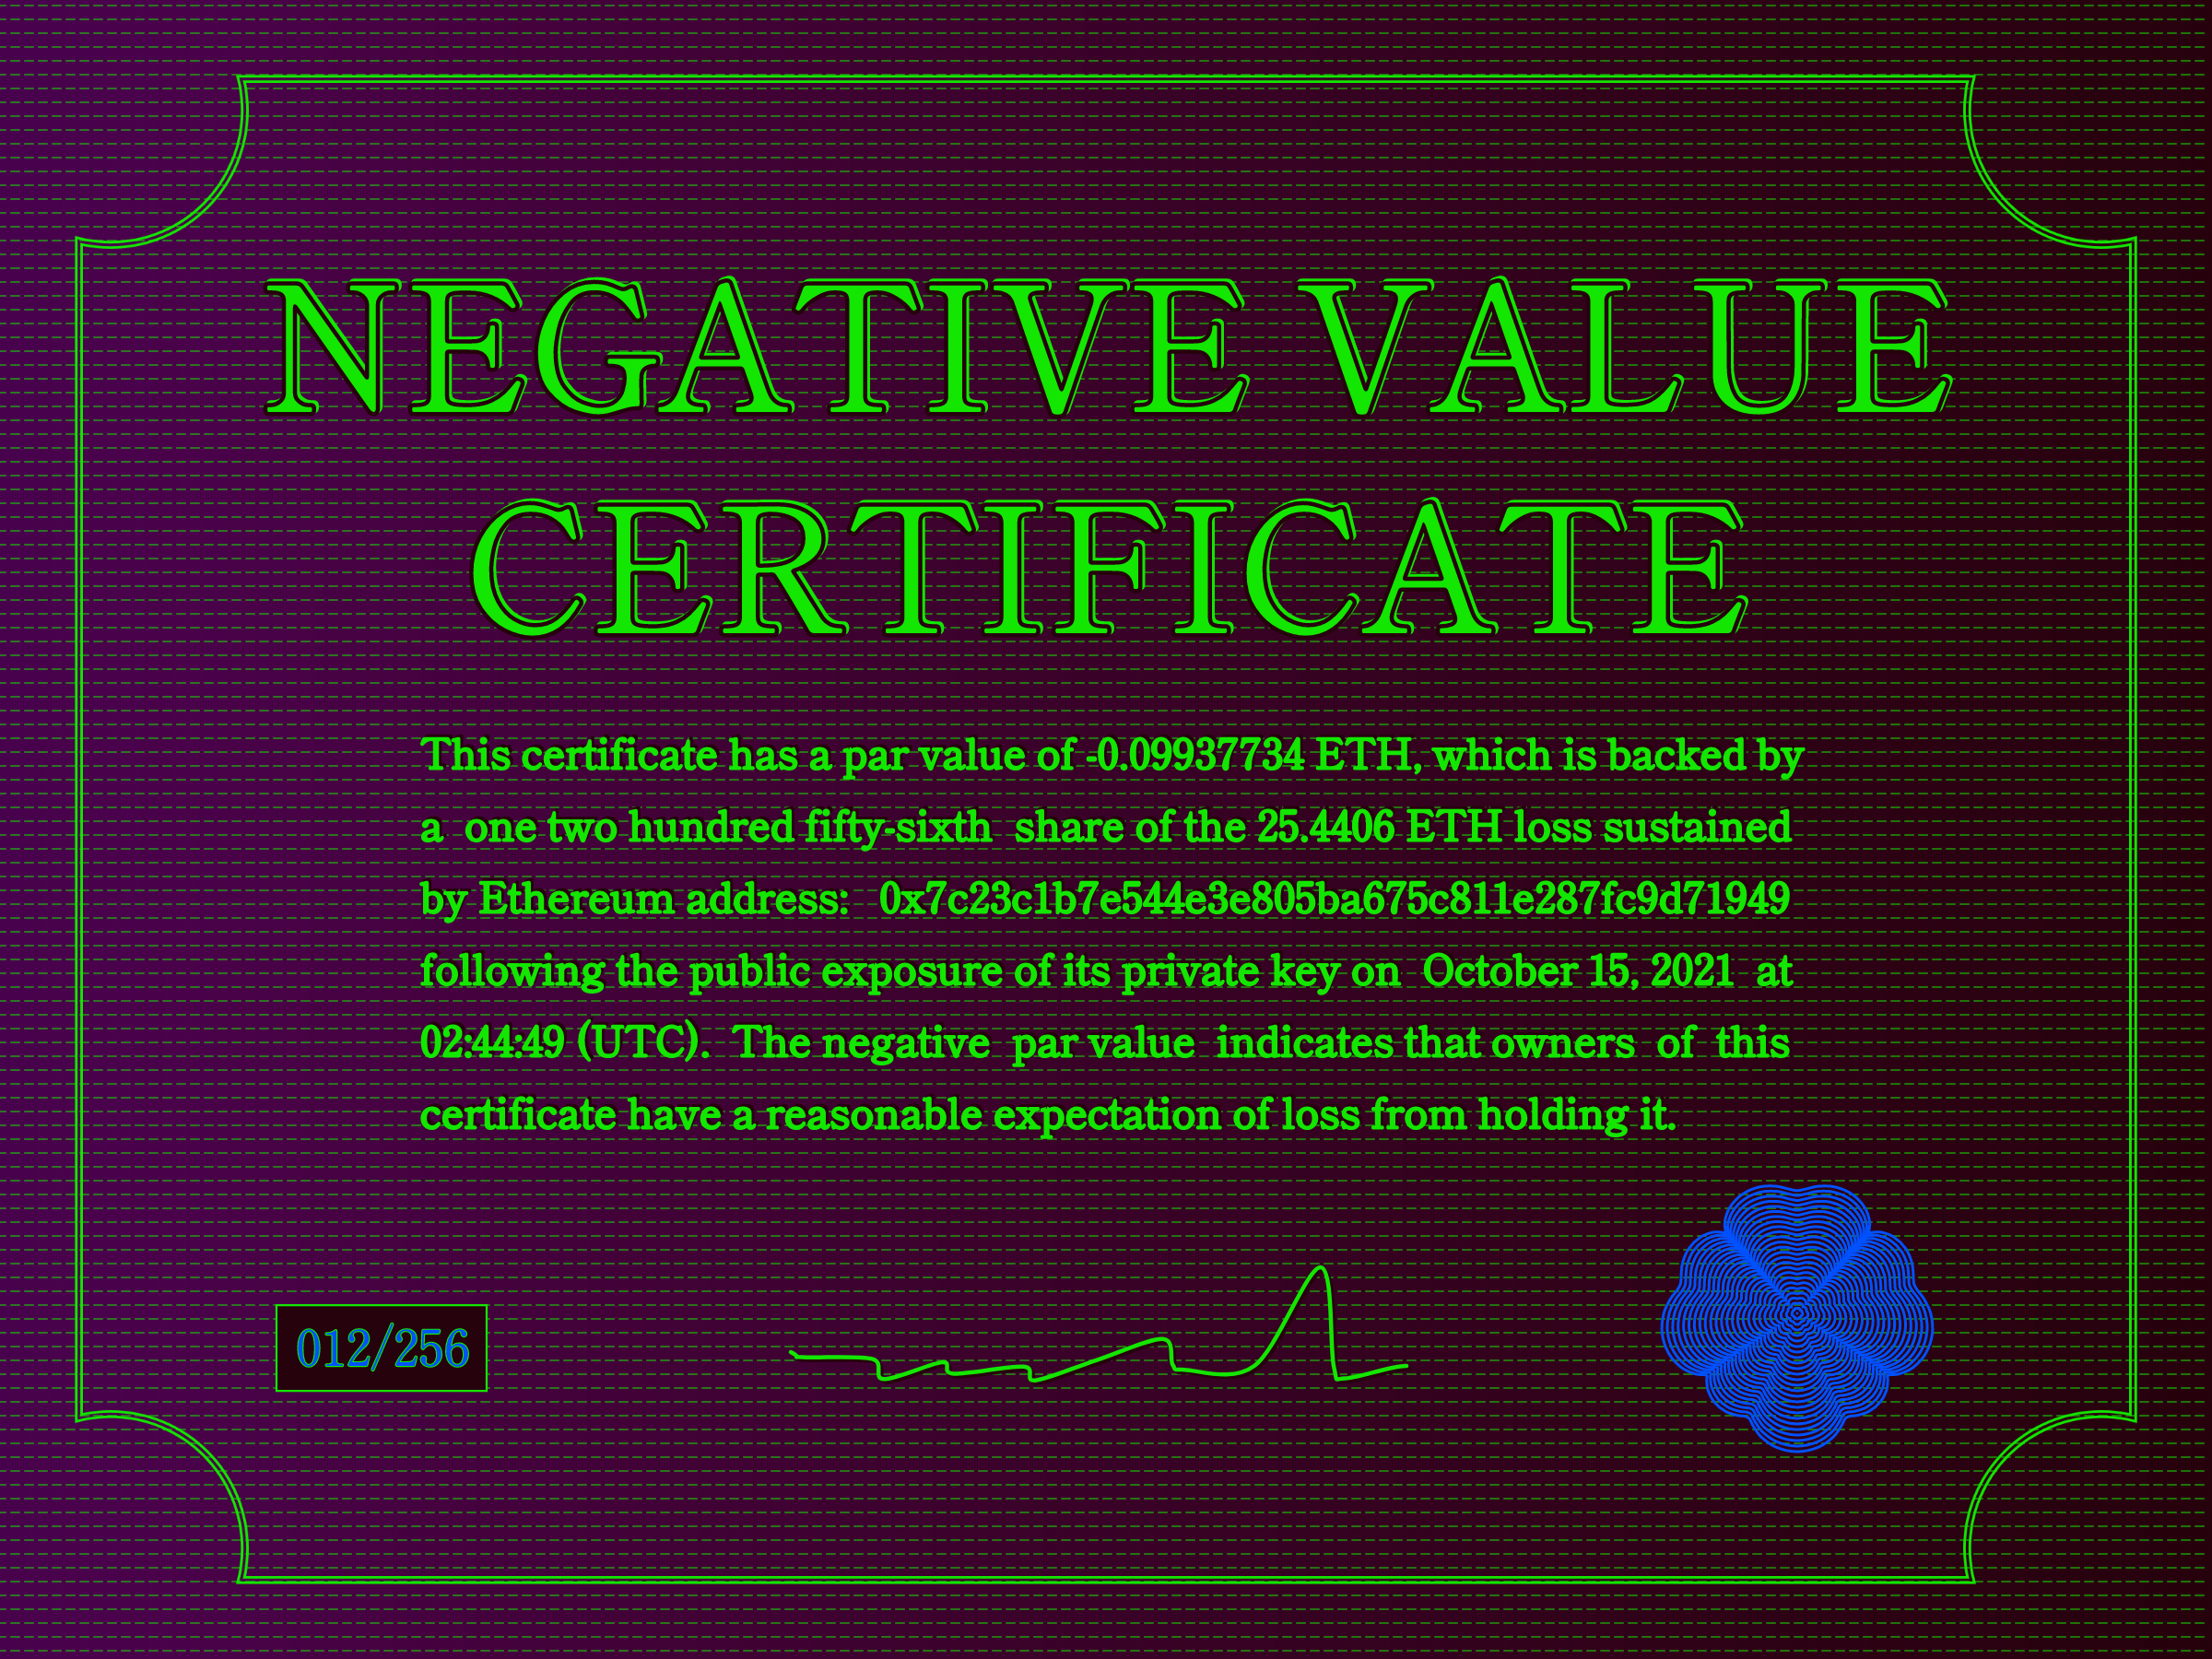 NEGATIVE VALUE
CERTIFICATE
This certificate has a par value of -0.09937734 ETH, which is backed by
a one two hundred fifty-sixth share of the 25.4406 ETH loss sustained
by Ethereum address: 0x7c23c1b7e544e3e805ba675c811e287fc9d71949
following the public exposure of its private key on October 15, 2021 at
02:44:49 (UTC). The negative par value indicates that owners of this
certificate have a reasonable expectation of loss from holding it.
012/256